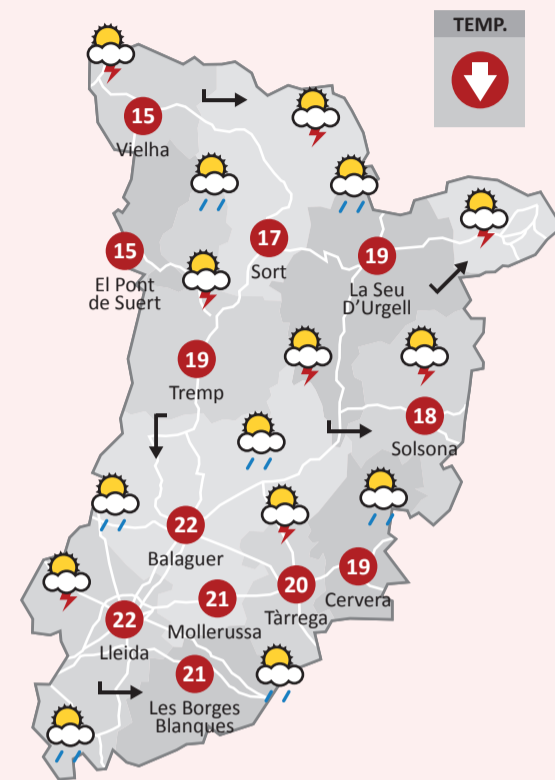 TEMP.
15
Vielha
15
El Pont
de Suert
17
Sort
19
La Seu
D'Urgell
19
Tremp
18
Solsona
22
Balaguer
19
Cervera
20
Tàrrega
21
Mollerussa
22
Lleida
21
Les Borges
Blanques